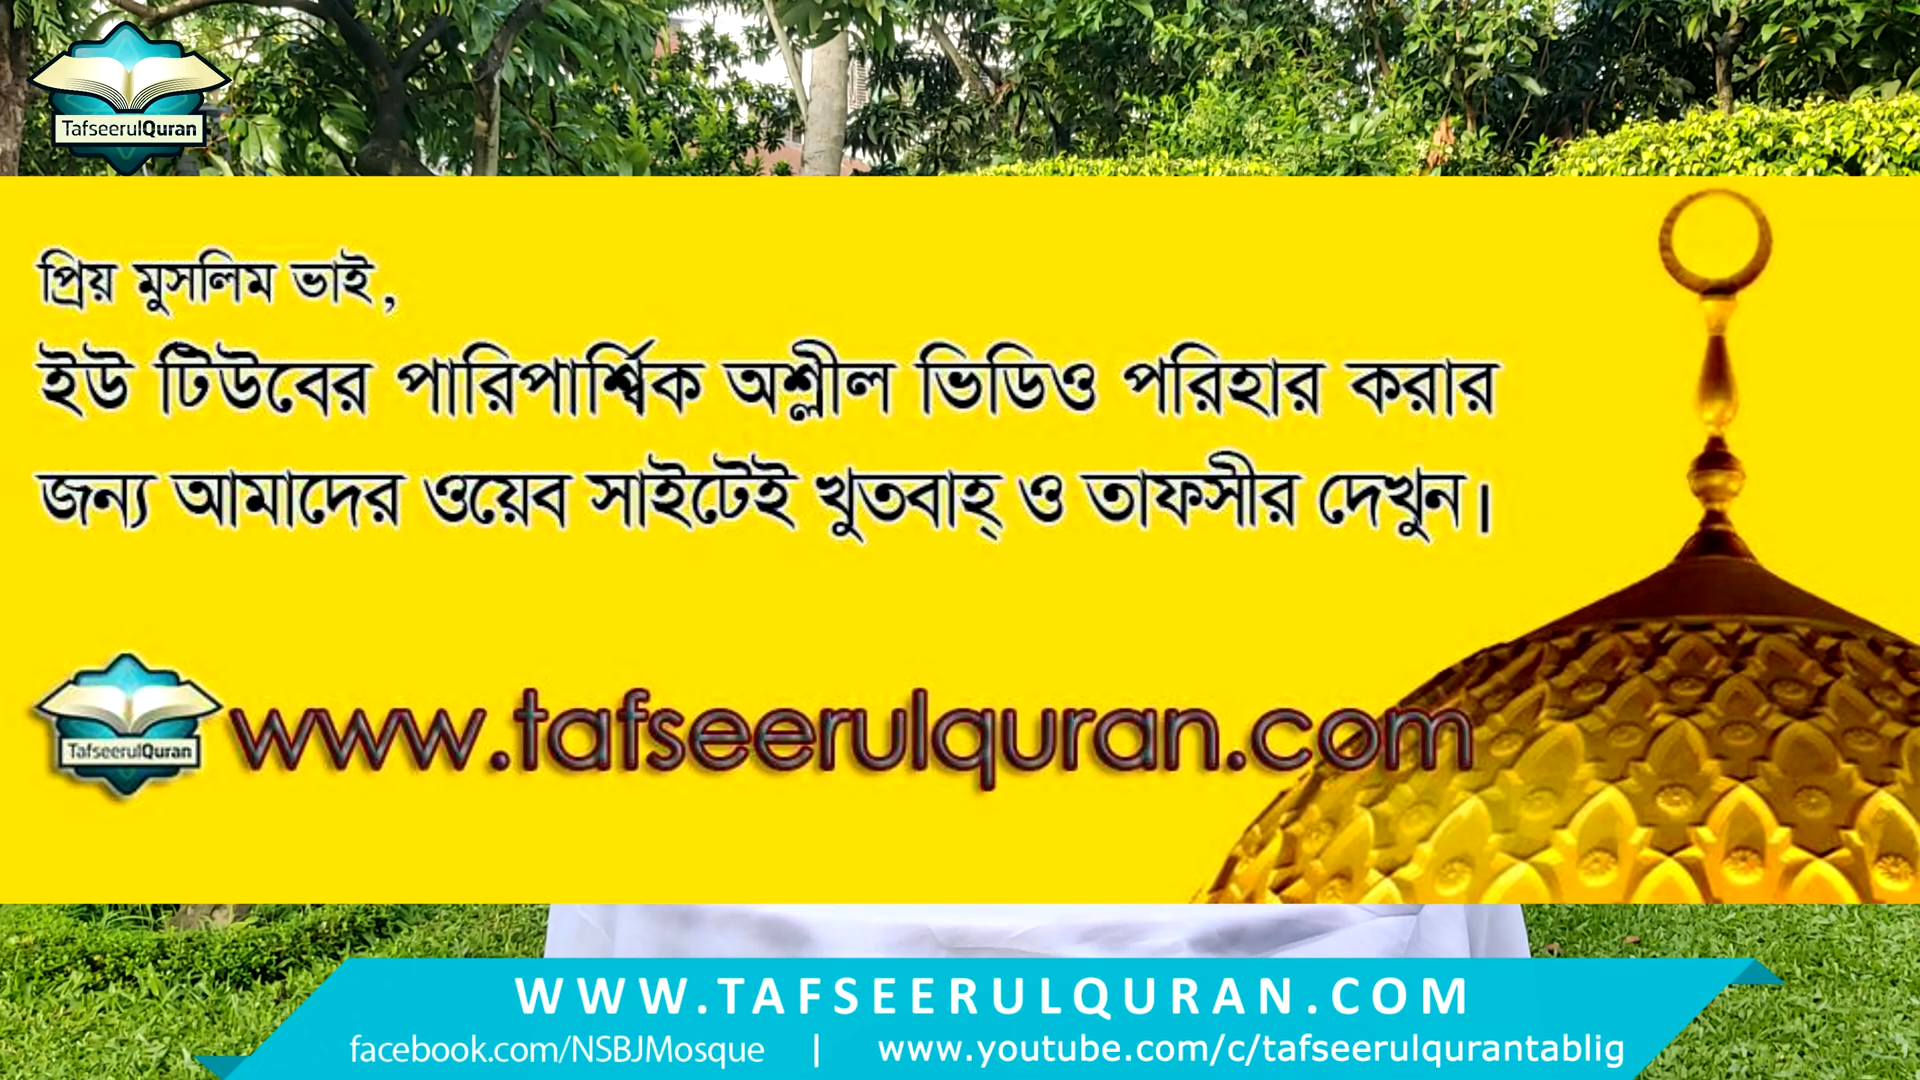 TafseerulQuran
প্রিয় মুসলিম ভাই,
ইউ টিউবের পারিপার্শ্বিক অশ্লীল ভিডিও পরিহার করার
জন্য আমাদের ওয়েব সাইটেই খুতবাহ্ ও তাফসীর দেখুন।
TafseerulQuran www.tafseerulquran.com
WWW.TAFSEERULQURAN.COM
facebook.com/NSBJMosque | www.youtube.com/c/tafseerulqurantablig